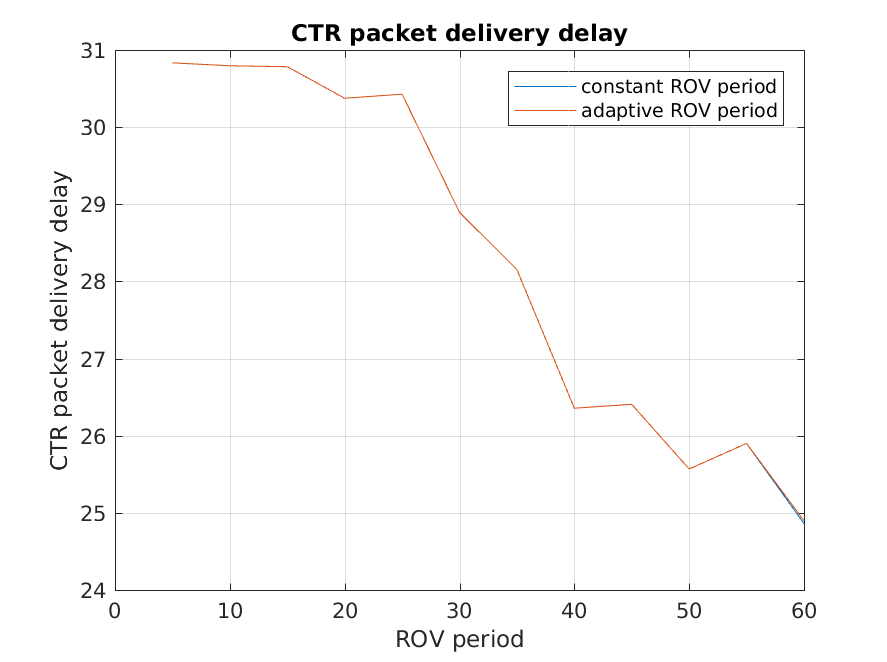 CTR packet delivery delay
31
30
29
28
27
26
25
24
CTR packet delivery delay
constant ROV period
adaptive ROV period
0 10 20 30 40 50 60
ROV period